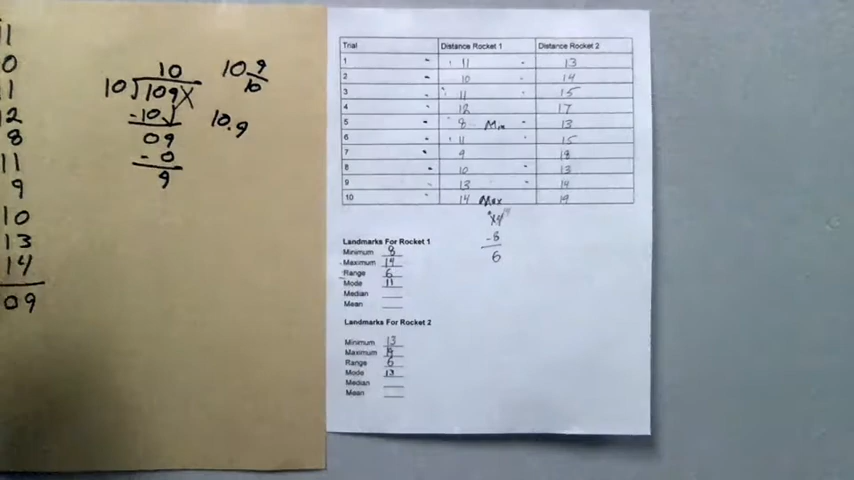 11
0
11
12
8
11
9
10
13
14
09
10
10 √109
-10
09
- 0
9
10 9/10
10.9
Trial Distance Rocket 1 Distance Rocket 2
1 11 13
2 10 14
3 11 15
4 12 17
5 8 Min 13
6 11 15
7 9 18
8 10 13
9 13 14
10 14 Max 19
14
-8
6
Landmarks For Rocket 1
Minimum 8
Maximum 14
Range 6
Mode 11
Median
Mean
Landmarks For Rocket 2
Minimum 13
Maximum 19
Range 6
Mode 13
Median
Mean